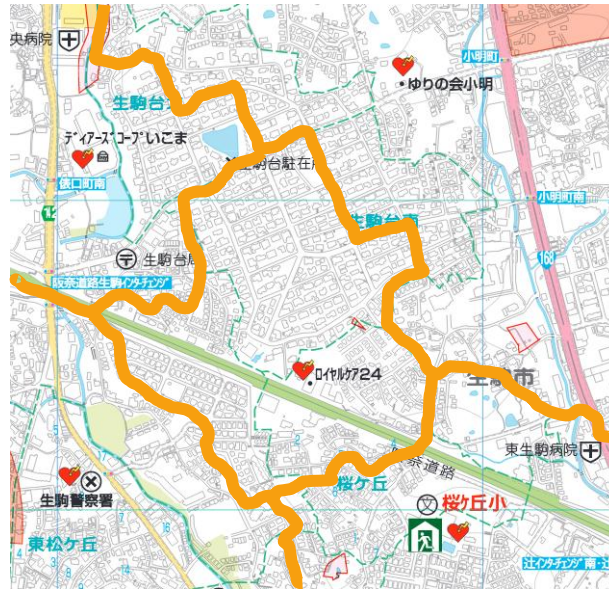 央病院
小明町
生駒台
ゆりの会小明
ディアーズコープいこま
生駒台駐在所
俵口町南
小明町南
生駒台南
生駒台局
168
阪奈道路生駒インターチェンジ
ロイヤルケア24
生駒市
東生駒病院
阪奈道路
桜ケ丘
生駒警察署
文
桜ケ丘小
東松ケ丘
辻インターチェンジ南・辻